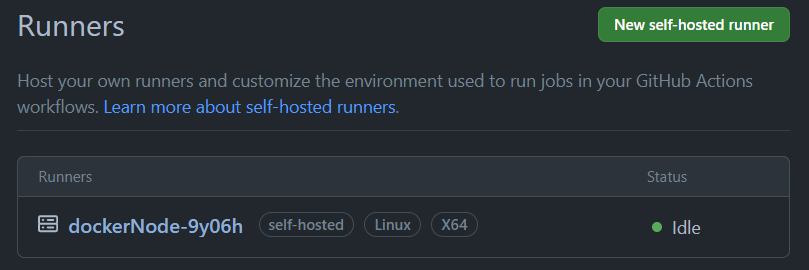 Runners
New self-hosted runner
Host your own runners and customize the environment used to run jobs in your GitHub Actions
workflows. Learn more about self-hosted runners.
Runners Status
dockerNode-9y06h self-hosted Linux X64 Idle